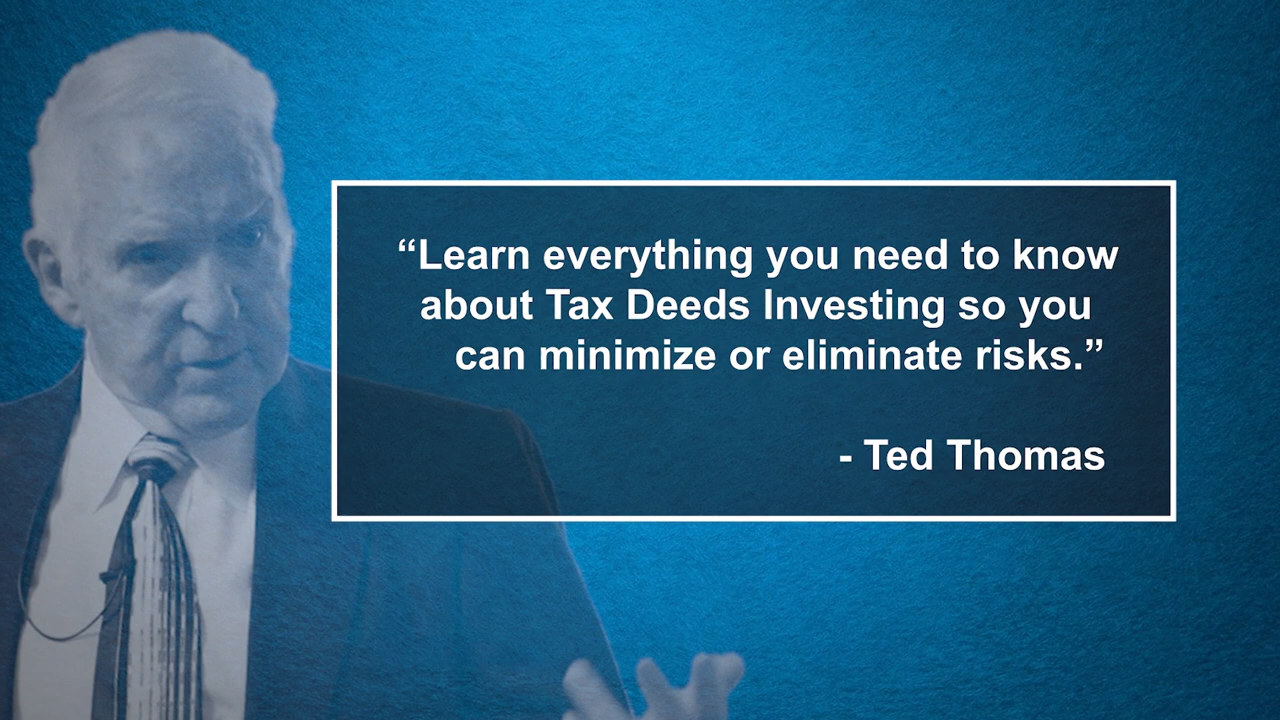 “Learn everything you need to know
about Tax Deeds Investing so you
can minimize or eliminate risks.”
- Ted Thomas